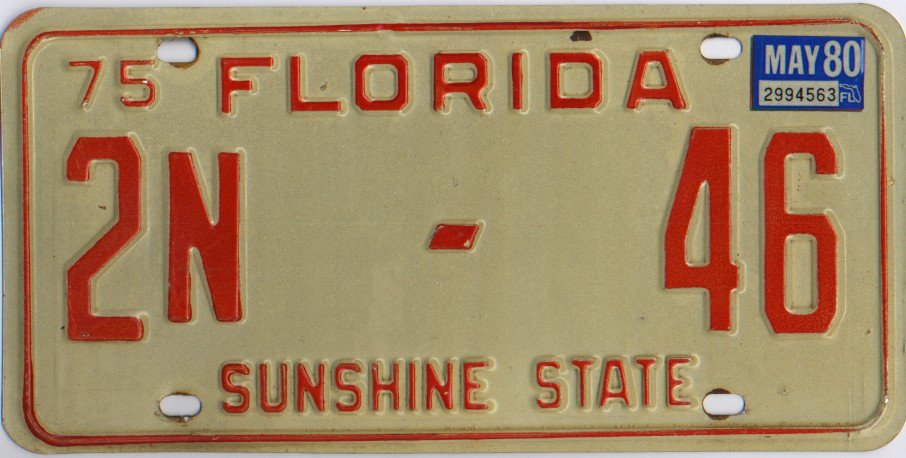 75 FLORIDA MAY 80
2994563 FL
2N - 46
SUNSHINE STATE